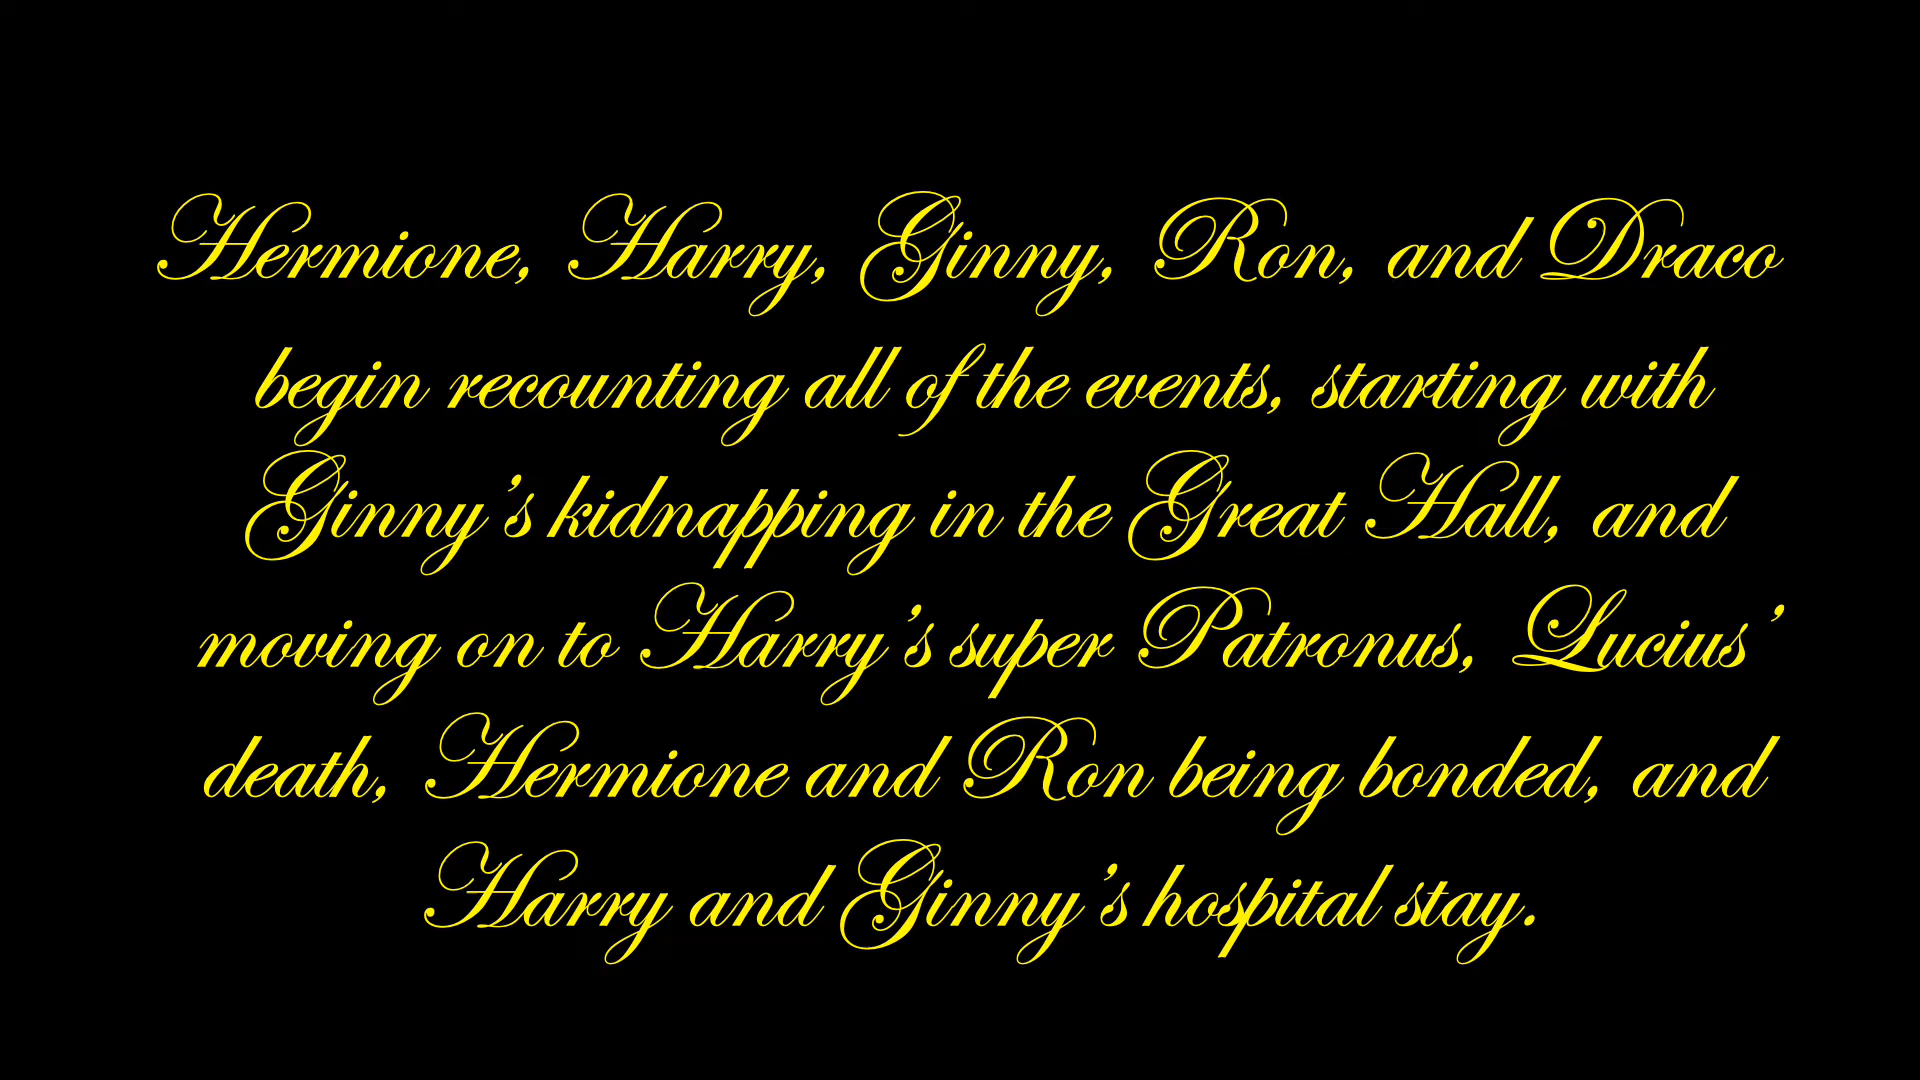 Hermione, Harry, Ginny, Ron, and Draco
begin recounting all of the events, starting with
Ginny’s kidnapping in the Great Hall, and
moving on to Harry’s super Patronus, Lucius’
death, Hermione and Ron being bonded, and
Harry and Ginny’s hospital stay.